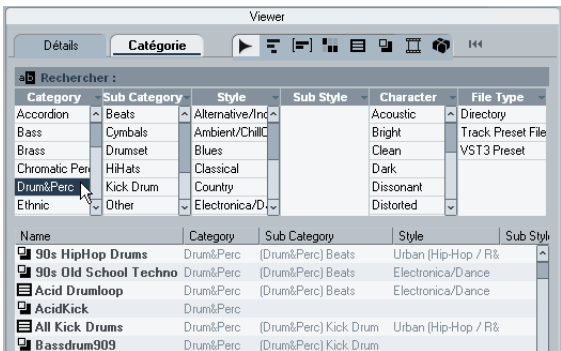 Viewer
Détails Catégorie
ab Rechercher :
Category Sub Category Style Sub Style Character File Type
Accordion Beats Alternative/Ind Acoustic Directory
Bass Cymbals Ambient/ChillO Bright Track Preset File
Brass Drumset Blues Clean VST3 Preset
Chromatic Perc HiHats Classical Dark
Drum&Perc Kick Drum Country Dissonant
Ethnic Other Electronica/Da Distorted
Name Category Sub Category Style Sub Style
90s HipHop Drums Drum&Perc (Drum&Perc) Beats Urban (Hip-Hop / R&
90s Old School Techno Drum&Perc (Drum&Perc) Beats Electronica/Dance
Acid Drumloop Drum&Perc (Drum&Perc) Beats Electronica/Dance
AcidKick Drum&Perc
All Kick Drums Drum&Perc (Drum&Perc) Kick Drum Urban (Hip-Hop / R&
Bassdrum909 Drum&Perc (Drum&Perc) Kick Drum